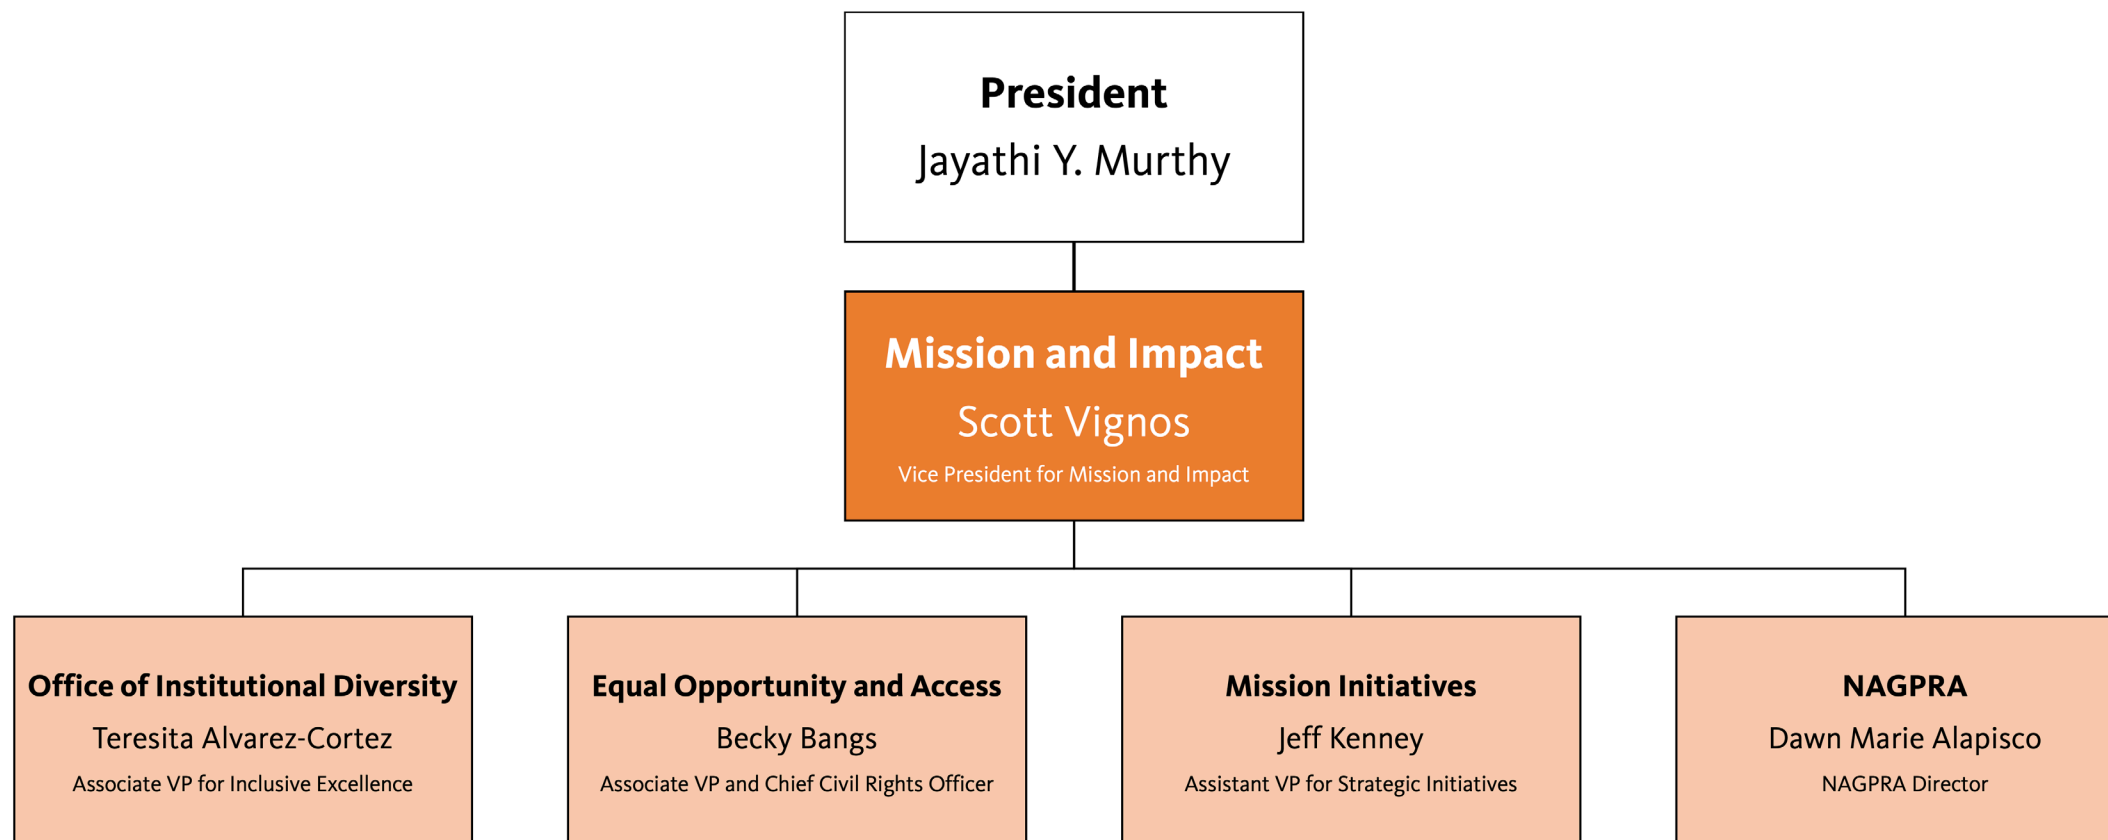 President
Jayathi Y. Murthy
Mission and Impact
Scott Vignos
Vice President for Mission and Impact
Office of Institutional Diversity
Teresita Alvarez-Cortez
Associate VP for Inclusive Excellence
Equal Opportunity and Access
Becky Bangs
Associate VP and Chief Civil Rights Officer
Mission Initiatives
Jeff Kenney
Assistant VP for Strategic Initiatives
NAGPRA
Dawn Marie Alapisco
NAGPRA Director